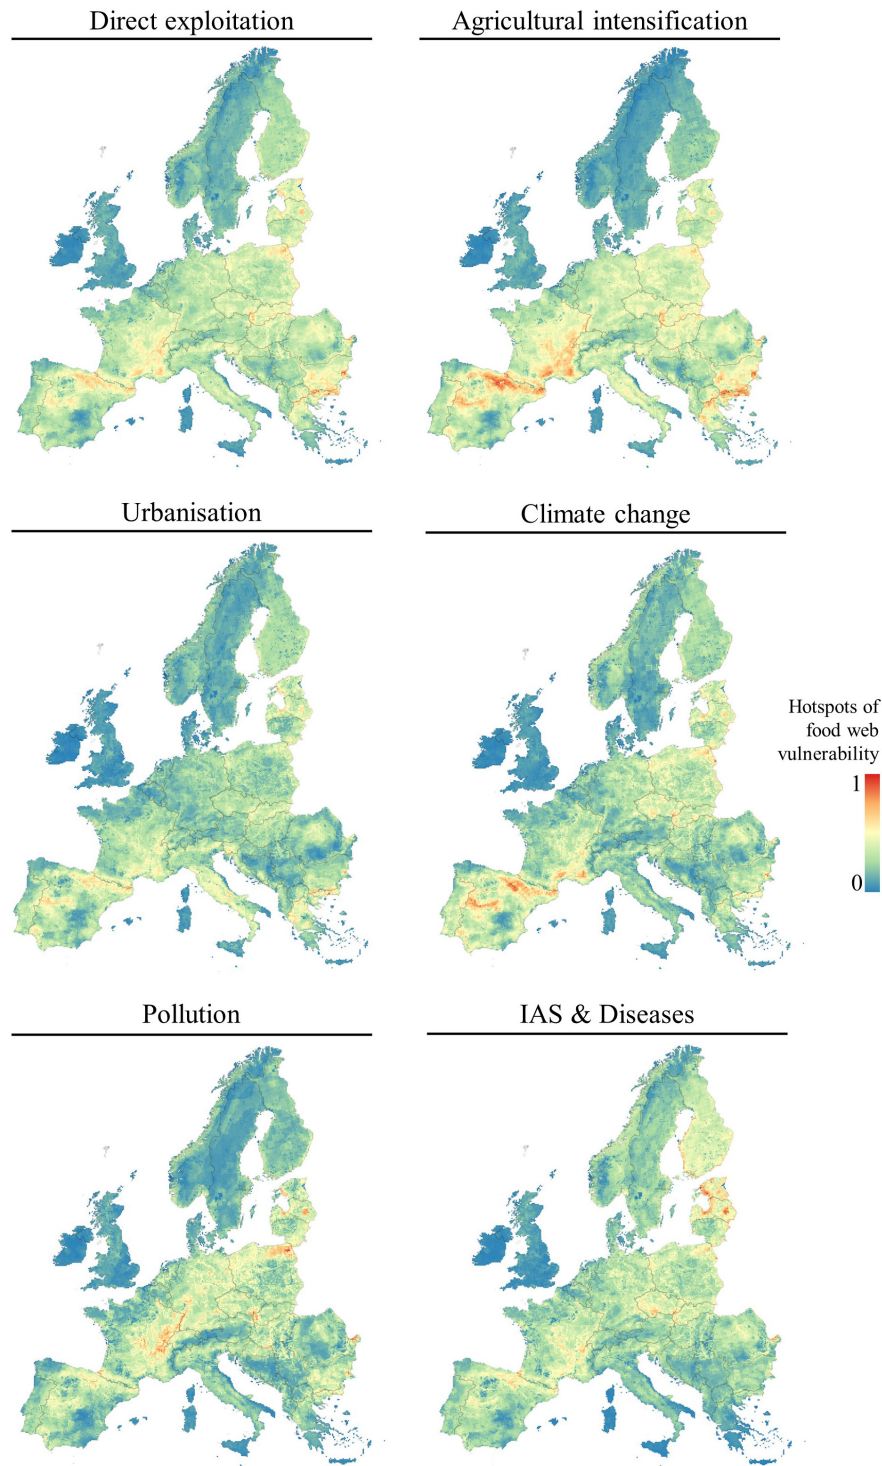 Direct exploitation
Agricultural intensification
Urbanisation
Climate change
Hotspots of
food web
vulnerability
1
0
Pollution
IAS & Diseases